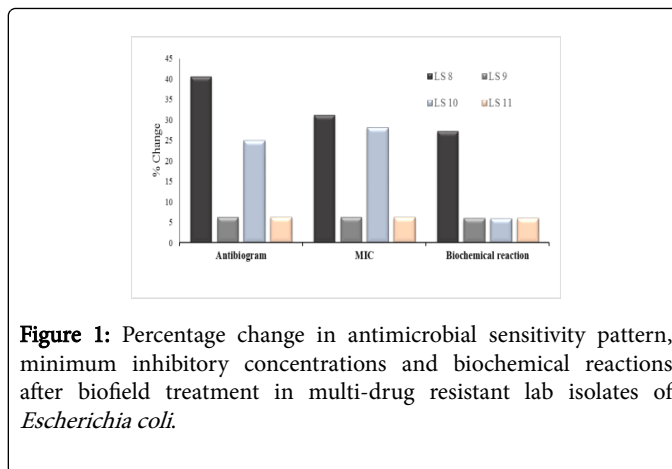 45
40
35
30
25
20
15
10
5
0
% Change
LS 8
LS 9
LS 10
LS 11
Antibiogram
MIC
Biochemical reaction
Figure 1: Percentage change in antimicrobial sensitivity pattern,
minimum inhibitory concentrations and biochemical reactions
after biofield treatment in multi-drug resistant lab isolates of
Escherichia coli.